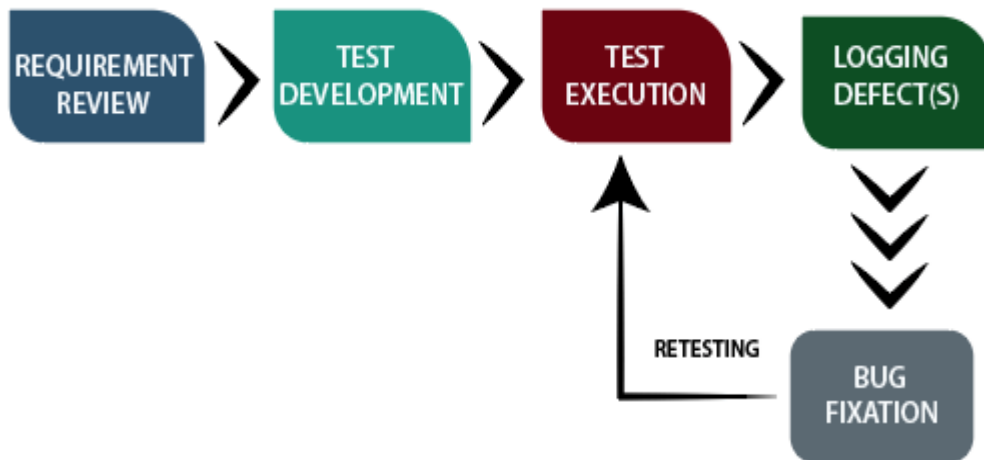 REQUIREMENT
REVIEW
TEST
DEVELOPMENT
TEST
EXECUTION
LOGGING
DEFECT(S)
RETESTING
BUG
FIXATION